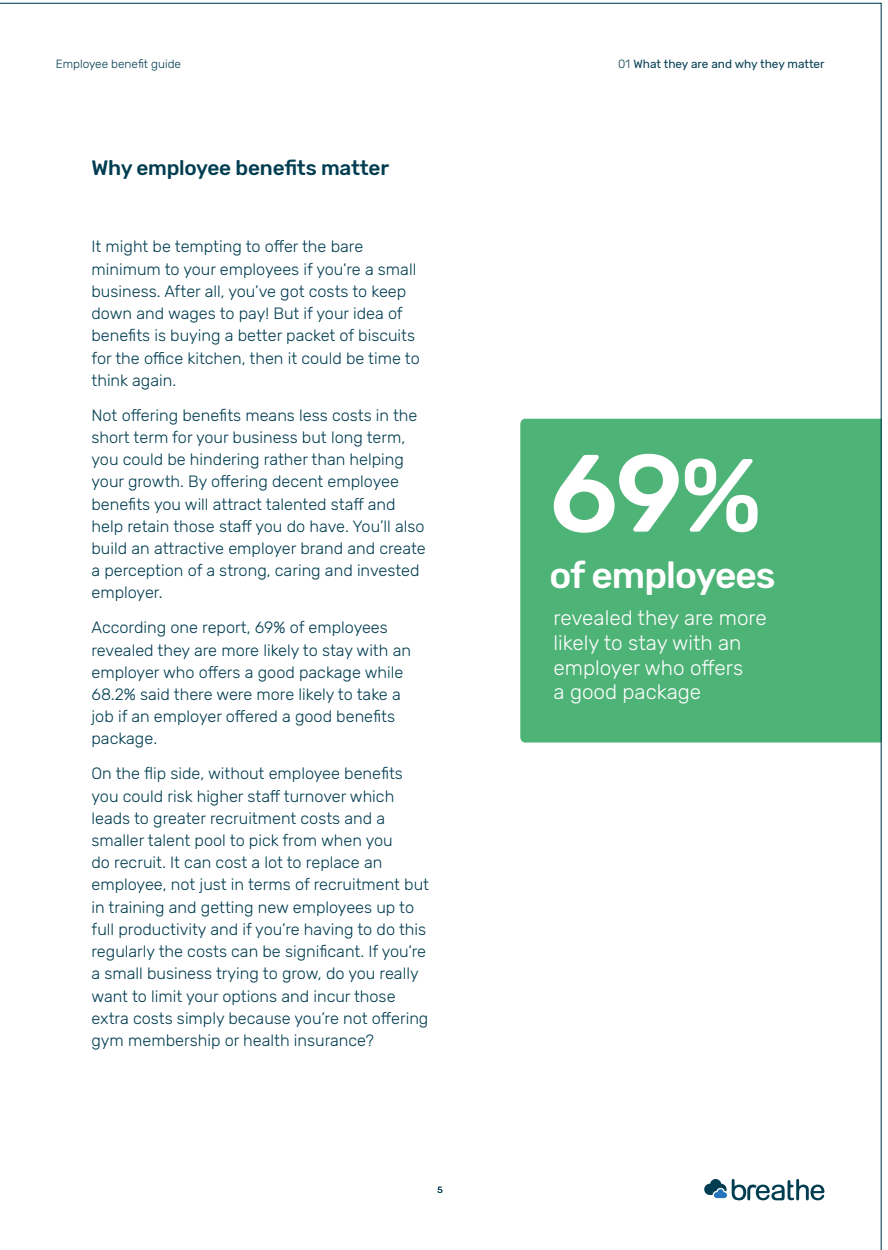 Employee benefit guide
01 What they are and why they matter
Why employee benefits matter
It might be tempting to offer the bare
minimum to your employees if you’re a small
business. After all, you’ve got costs to keep
down and wages to pay! But if your idea of
benefits is buying a better packet of biscuits
for the office kitchen, then it could be time to
think again.
Not offering benefits means less costs in the
short term for your business but long term,
you could be hindering rather than helping
your growth. By offering decent employee
benefits you will attract talented staff and
help retain those staff you do have. You’ll also
build an attractive employer brand and create
a perception of a strong, caring and invested
employer.
According one report, 69% of employees
revealed they are more likely to stay with an
employer who offers a good package while
68.2% said there were more likely to take a
job if an employer offered a good benefits
package.
On the flip side, without employee benefits
you could risk higher staff turnover which
leads to greater recruitment costs and a
smaller talent pool to pick from when you
do recruit. It can cost a lot to replace an
employee, not just in terms of recruitment but
in training and getting new employees up to
full productivity and if you’re having to do this
regularly the costs can be significant. If you’re
a small business trying to grow, do you really
want to limit your options and incur those
extra costs simply because you’re not offering
gym membership or health insurance?
69%
of employees
revealed they are more
likely to stay with an
employer who offers
a good package
5
breathe